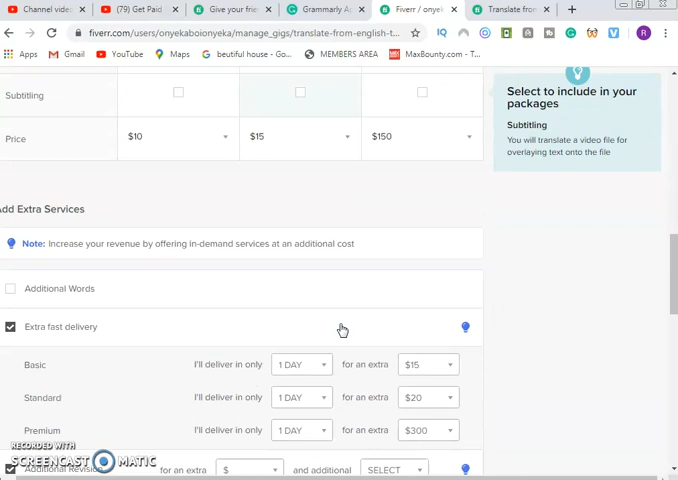 Channel video
(79) Get Paid
Give your frie
Grammarly As
Fiverr / onyek
Translate from
fiverr.com/users/onyekaboionyeka/manage_gigs/translate-from-english-t...
R
Apps
Gmail
YouTube
beutiful house - Go...
MEMBERS AREA
MAX
MaxBounty.com - T...
Subtitling
Price
$10
$15
$150
Select to include in your
packages
Subtitling
You will translate a video file for
overlaying text onto the file
Add Extra Services
Note: Increase your revenue by offering in-demand services at an additional cost
Additional Words
Extra fast delivery
Basic I'll deliver in only 1 DAY for an extra $15
Standard I'll deliver in only 1 DAY for an extra $20
Premium I'll deliver in only 1 DAY for an extra $300
Additional Revision for an extra $ and additional SELECT
RECORDED WITH
SCREENCAST MATIC